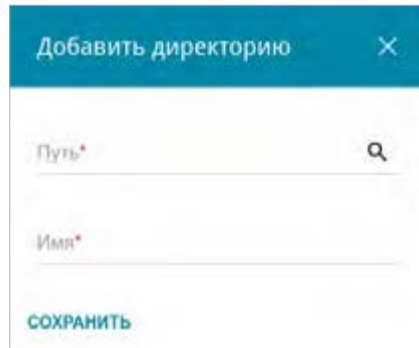 Добавить директорию
Путь*
Имя*
СОХРАНИТЬ